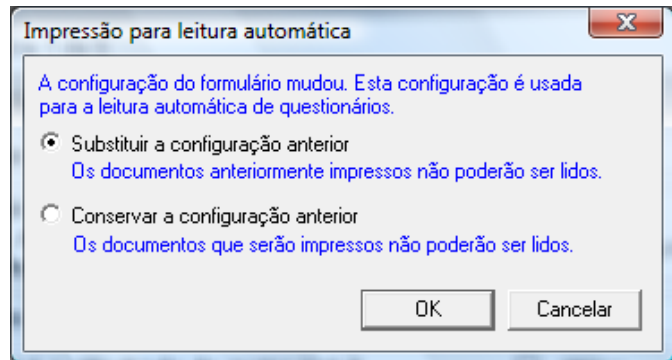 Impressão para leitura automática
A configuração do formulário mudou. Esta configuração é usada
para a leitura automática de questionários.
Substituir a configuração anterior
Os documentos anteriormente impressos não poderão ser lidos.
Conservar a configuração anterior
Os documentos que serão impressos não poderão ser lidos.
OK
Cancelar